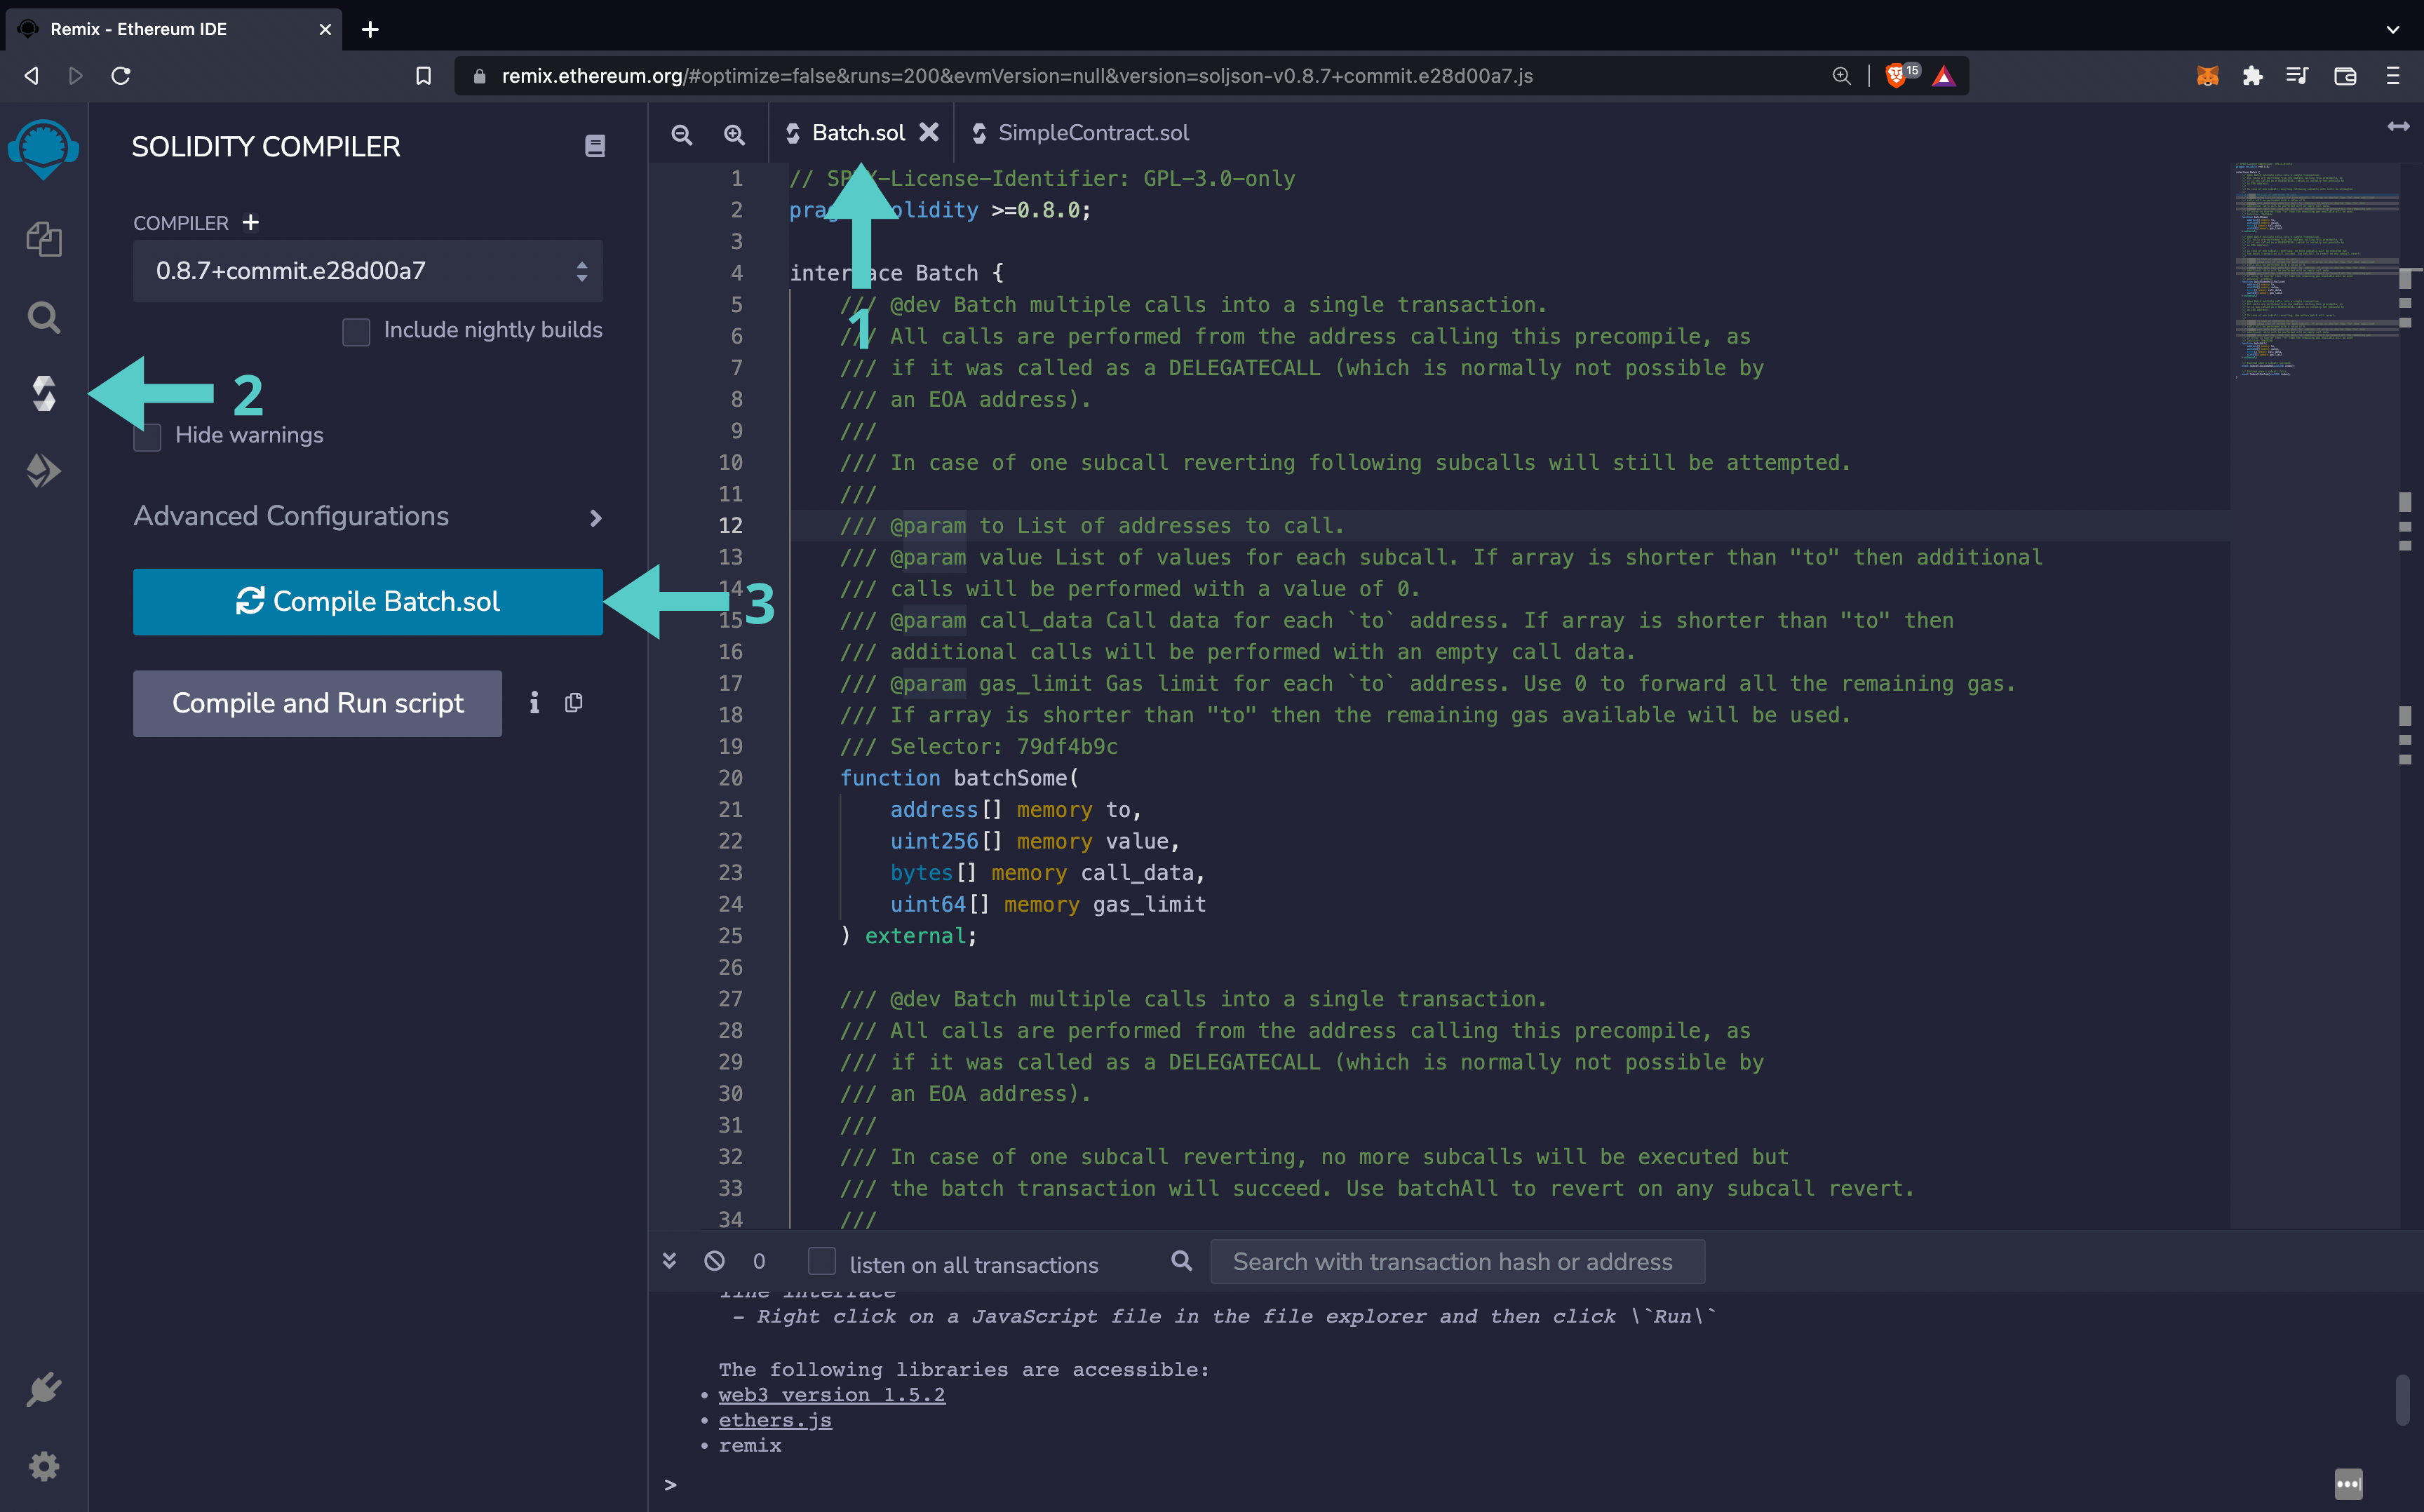 Remix - Ethereum IDE
remix.ethereum.org/#optimize=false&runs=200&evmVersion=null&version=soljson-v0.8.7+commit.e28d00a7.js
15
SOLIDITY COMPILER
COMPILER +
0.8.7+commit.e28d00a7
Include nightly builds
2
Hide warnings
Advanced Configurations
Compile Batch.sol
3
Compile and Run script
Batch.sol
SimpleContract.sol
1 // SP X-License-Identifier: GPL-3.0-only
2 prag olidity >=0.8.0;
3
4 inter ace Batch {
5 /// @dev Batch multiple calls into a single transaction.
1
6 /// All calls are performed from the address calling this precompile, as
7 /// if it was called as a DELEGATECALL (which is normally not possible by
8 /// an EOA address).
9 ///
10 /// In case of one subcall reverting following subcalls will still be attempted.
11 ///
12 /// @param to List of addresses to call.
13 /// @param value List of values for each subcall. If array is shorter than "to" then additional
14 /// calls will be performed with a value of 0.
15 /// @param call_data Call data for each `to` address. If array is shorter than "to" then
16 /// additional calls will be performed with an empty call data.
17 /// @param gas_limit Gas limit for each `to` address. Use 0 to forward all the remaining gas.
18 /// If array is shorter than "to" then the remaining gas available will be used.
19 /// Selector: 79df4b9c
20 function batchSome(
21 address[] memory to,
22 uint256[] memory value,
23 bytes[] memory call_data,
24 uint64[] memory gas_limit
25 ) external;
26
27 /// @dev Batch multiple calls into a single transaction.
28 /// All calls are performed from the address calling this precompile, as
29 /// if it was called as a DELEGATECALL (which is normally not possible by
30 /// an EOA address).
31 ///
32 /// In case of one subcall reverting, no more subcalls will be executed but
33 /// the batch transaction will succeed. Use batchAll to revert on any subcall revert.
34 ///
0
listen on all transactions
Search with transaction hash or address
line interface
- Right click on a JavaScript file in the file explorer and then click \`Run\`
The following libraries are accessible:
• web3 version 1.5.2
• ethers.js
• remix
>